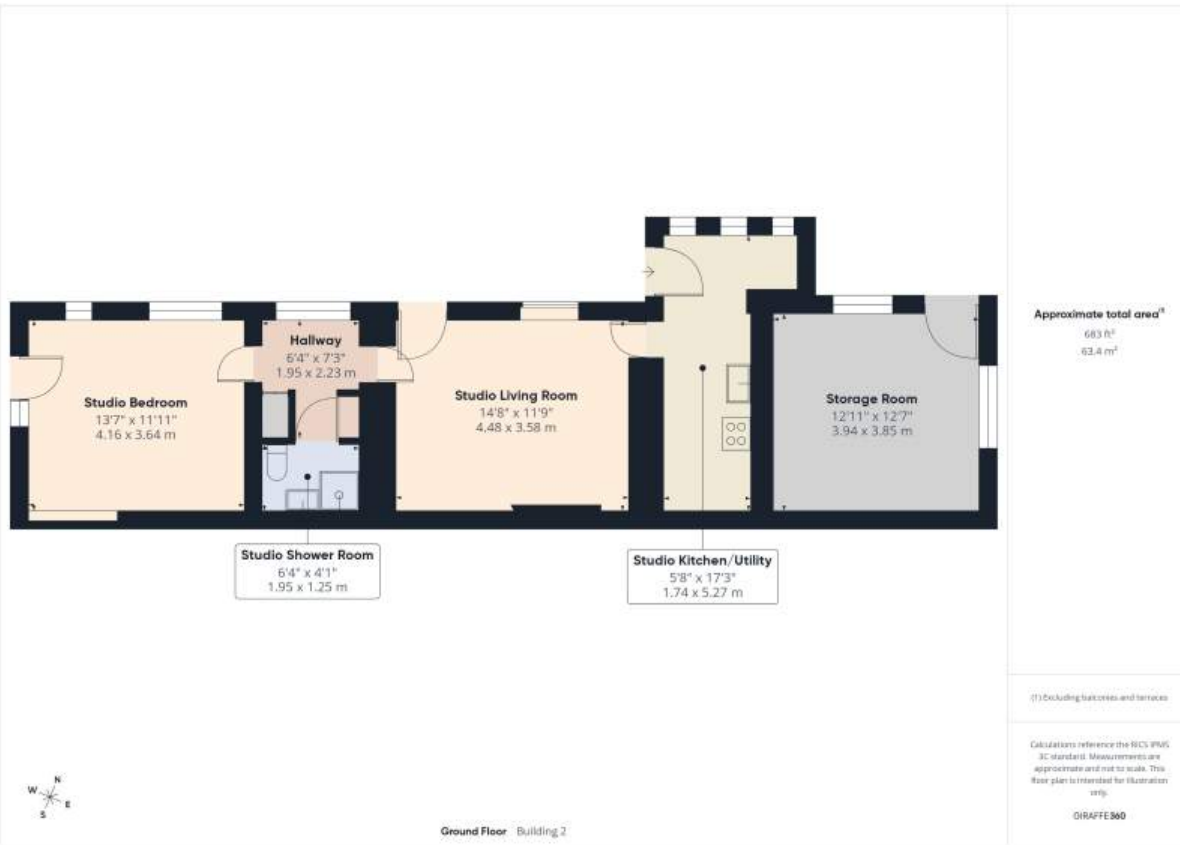 Hallway
6'4" x 7'3"
1.95 x 2.23 m
Studio Bedroom
13'7" x 11'11"
4.16 x 3.64 m
Studio Living Room
14'8" x 11'9"
4.48 x 3.58 m
Storage Room
12'11" x 12'7"
3.94 x 3.85 m
Studio Shower Room
6'4" x 4'1"
1.95 x 1.25 m
Studio Kitchen/Utility
5'8" x 17'3"
1.74 x 5.27 m
Approximate total area(1)
683 ft²
63.4 m²
(1) Excluding balconies and terraces
Calculations reference the RICS IPMS
3C standard. Measurements are
approximate and not to scale. This
floor plan is intended for illustration
only.
GIRAFFE360
N
W
E
S
Ground Floor Building 2